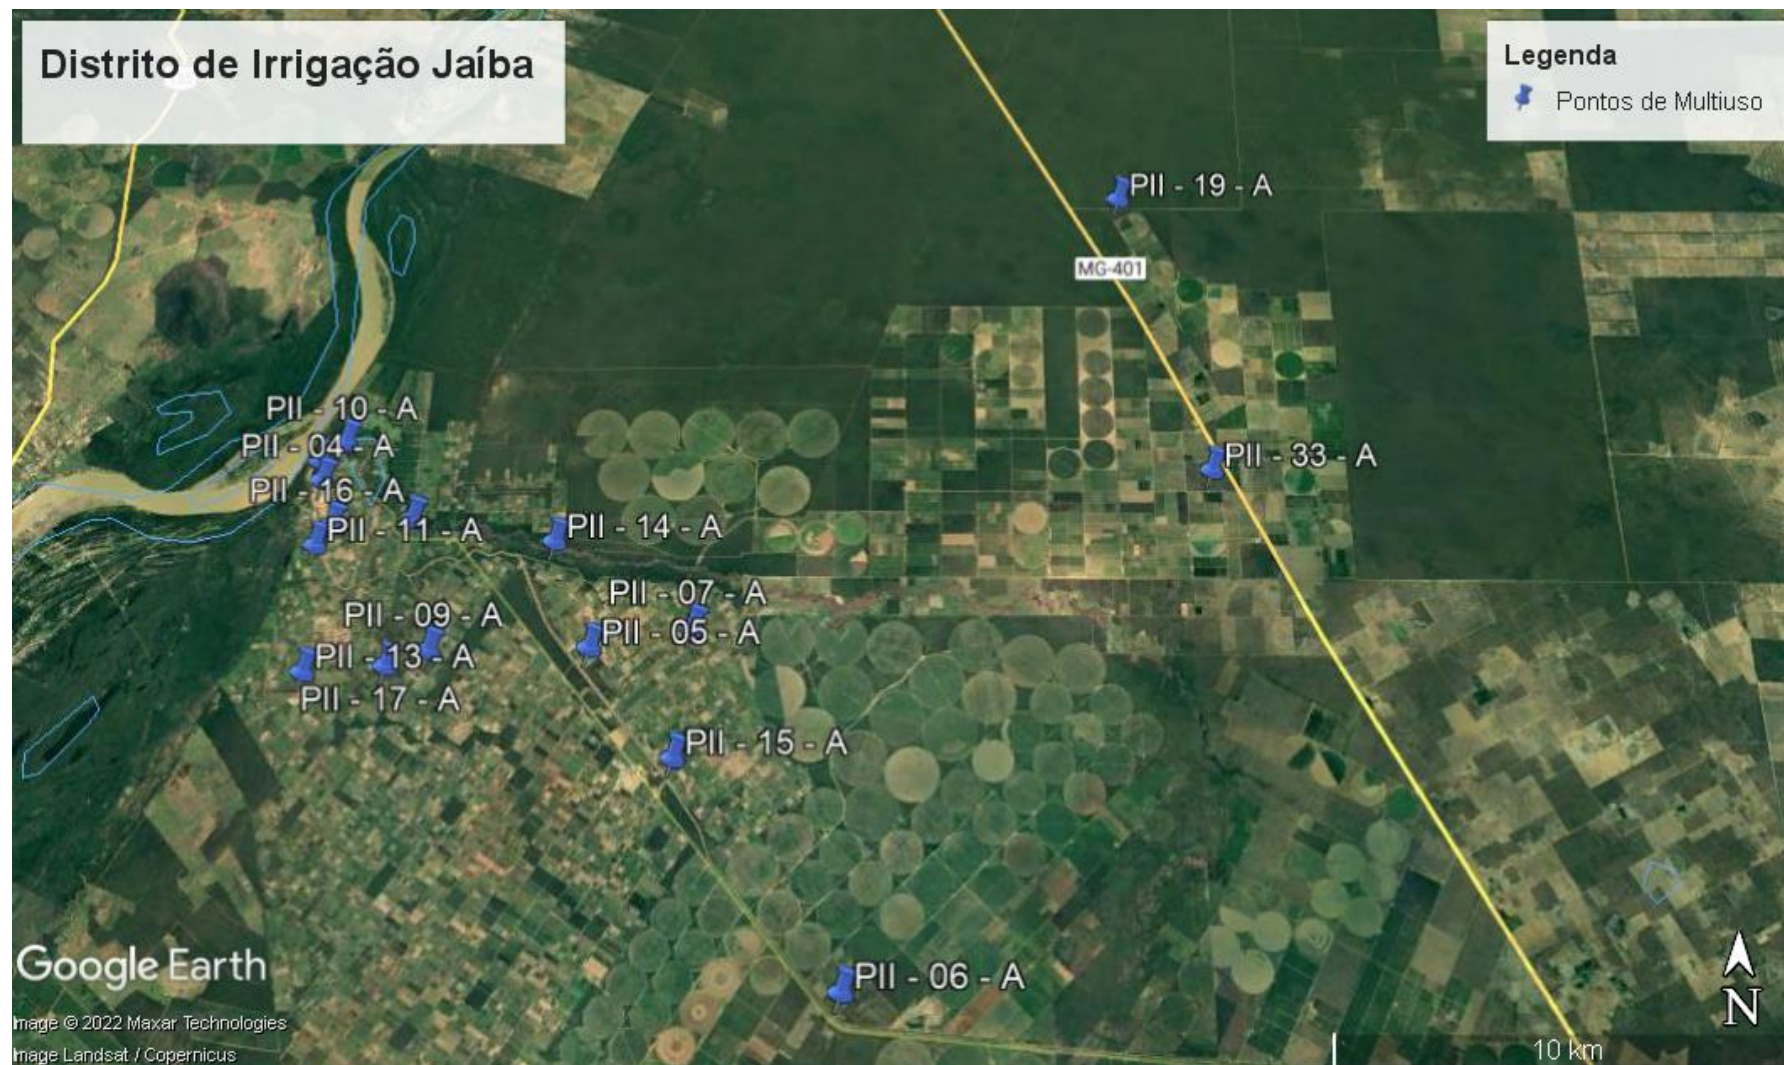 Distrito de Irrigação Jaíba
Legenda
Pontos de Multiuso
PII - 19 - A
MG-401
PII - 10 - A
PII - 04 - A
PII - 33 - A
PII - 16 - A
PII - 11 - A
PII - 14 - A
PII - 07 - A
PII - 09 - A
PII - 05 - A
PII - 13 - A
PII - 17 - A
PII - 15 - A
PII - 06 - A
Google Earth
Image © 2022 Maxar Technologies
Image Landsat / Copernicus
N
10 km